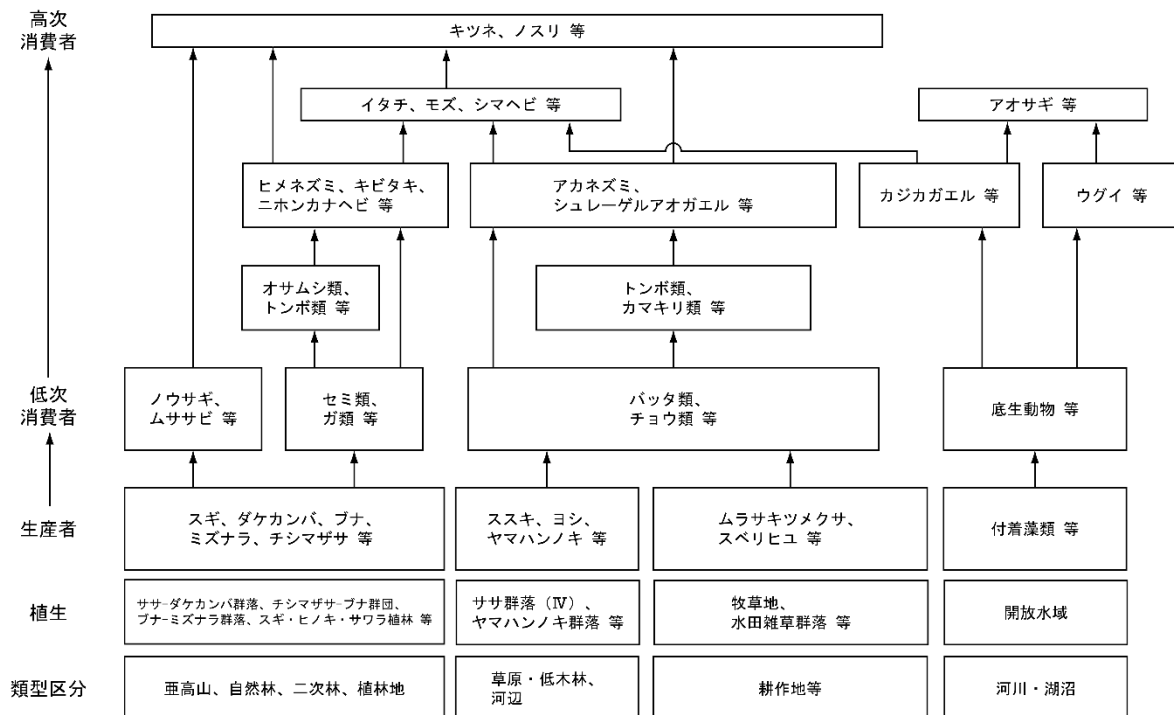 高次
消費者
キツネ、ノスリ 等
イタチ、モズ、シマヘビ 等
アオサギ 等
ヒメネズミ、キビタキ、
ニホンカナヘビ 等
アカネズミ、
シュレーゲルアオガエル 等
カジカガエル 等
ウグイ 等
オサムシ類、
トンボ類 等
トンボ類、
カマキリ類 等
低次
消費者
ノウサギ、
ムササビ 等
セミ類、
ガ類 等
バッタ類、
チョウ類 等
底生動物 等
生産者
スギ、ダケカンバ、ブナ、
ミズナラ、チシマザサ 等
ススキ、ヨシ、
ヤマハンノキ 等
ムラサキツメクサ、
スベリヒユ 等
付着藻類 等
植生
ササ−ダケカンバ群落、チシマザサ−ブナ群団、
ブナ−ミズナラ群落、スギ・ヒノキ・サワラ植林 等
ササ群落（Ⅳ）、
ヤマハンノキ群落 等
牧草地、
水田雑草群落 等
開放水域
類型区分
亜高山、自然林、二次林、植林地
草原・低木林、
河辺
耕作地等
河川・湖沼